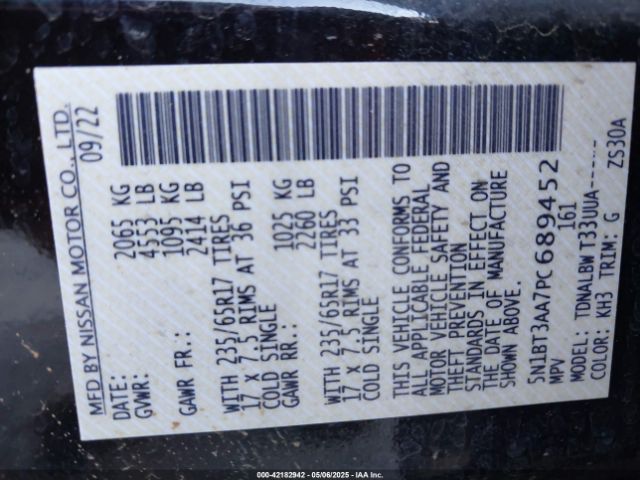 MFD BY NISSAN MOTOR CO., LTD.
DATE: 09/22
GVWR: 2065 KG
4555 LB
GAWR FR.: 1095 KG
2414 LB
WITH 235/65R17 TIRES
17 X 7.5 RIMS AT 36 PSI
COLD SINGLE
GAWR RR.: 1025 KG
2260 LB
WITH 235/65R17 TIRES
17 X 7.5 RIMS AT 33 PSI
COLD SINGLE
THIS VEHICLE CONFORMS TO
ALL APPLICABLE FEDERAL
MOTOR VEHICLE SAFETY AND
THEFT PREVENTION
STANDARDS IN EFFECT ON
THE DATE OF MANUFACTURE
SHOWN ABOVE.
5N1BT3AA7PC689452
MPV 161
MODEL: TDNALBW T33UUA-----
COLOR: KH3 TRIM: G ZS30A
000-42182942 - 05/06/2025 - IAA Inc.